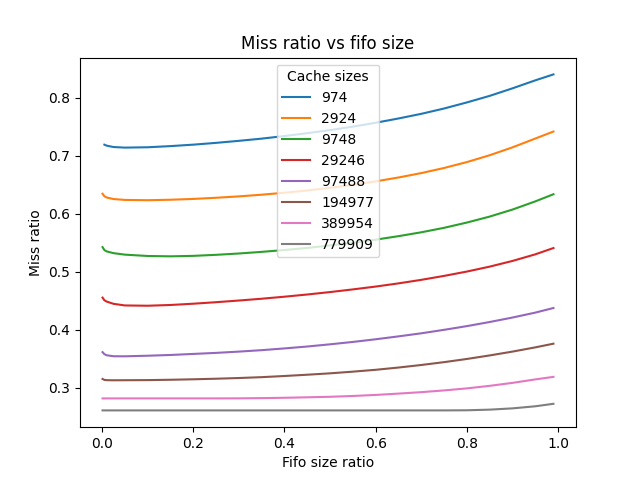 Miss ratio vs fifo size
Cache sizes
974
2924
9748
29246
97488
194977
389954
779909
Miss ratio
0.8
0.7
0.6
0.5
0.4
0.3
0.0 0.2 0.4 0.6 0.8 1.0
Fifo size ratio